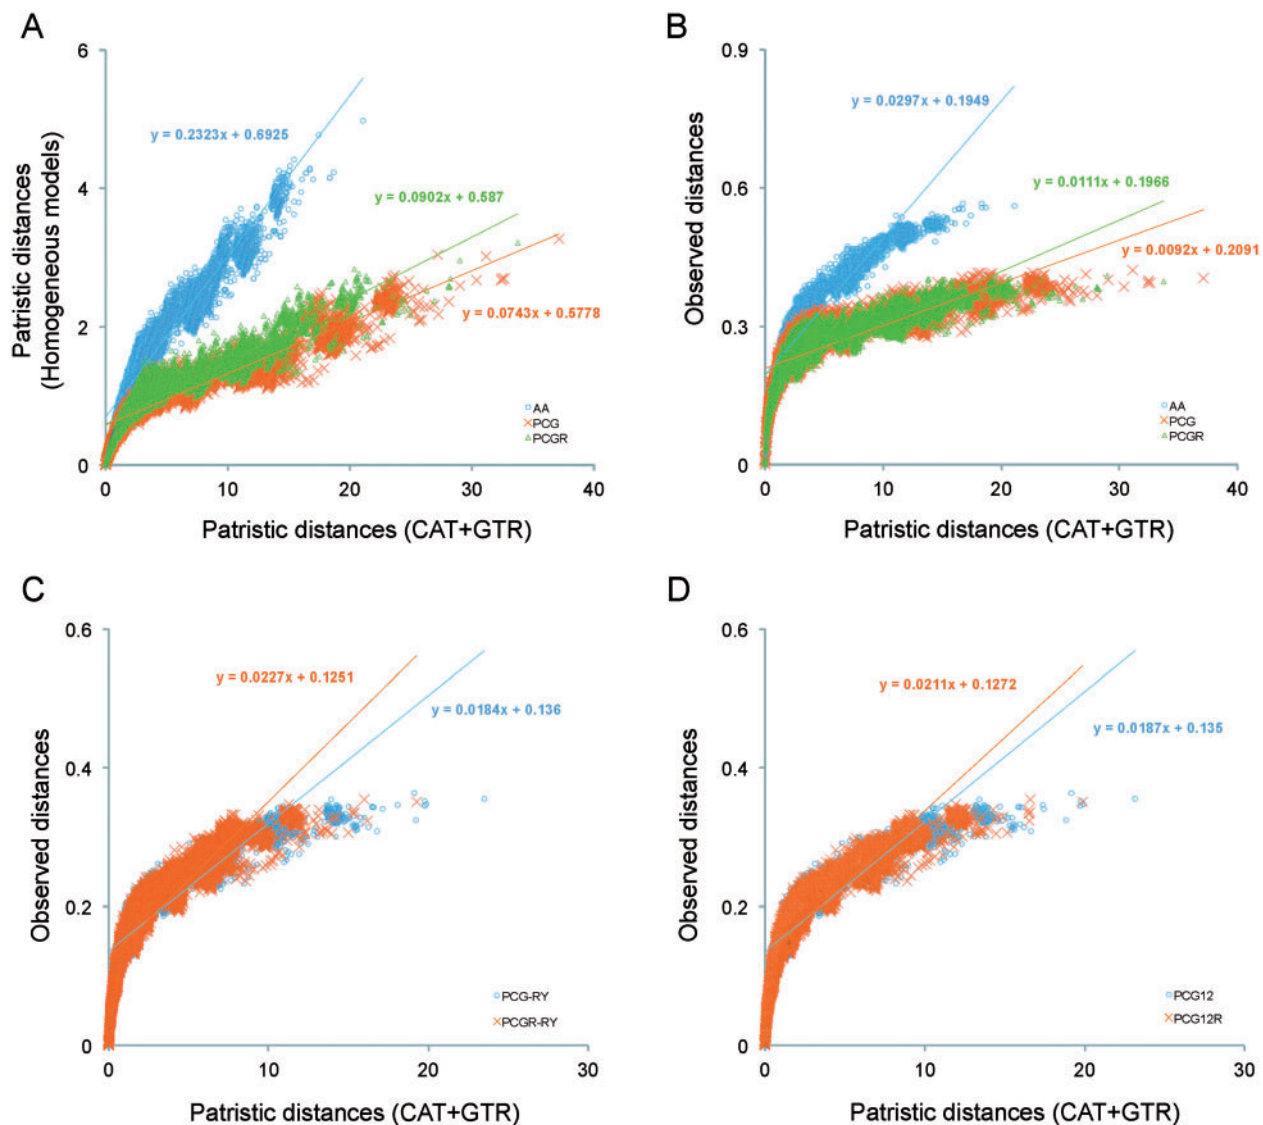 A
6
4
2
0
0
10
20
30
40
Patristic distances
(Homogeneous models)
y = 0.2323x + 0.6925
y = 0.0902x + 0.587
y = 0.0743x + 0.5778
AA
PCG
PCGR
Patristic distances (CAT+GTR)
B
0.9
0.6
0.3
0
0
10
20
30
40
Observed distances
y = 0.0297x + 0.1949
y = 0.0111x + 0.1966
y = 0.0092x + 0.2091
AA
PCG
PCGR
Patristic distances (CAT+GTR)
C
0.6
0.4
0.2
0
0
10
20
30
Observed distances
y = 0.0227x + 0.1251
y = 0.0184x + 0.136
PCG-RY
PCGR-RY
Patristic distances (CAT+GTR)
D
0.6
0.4
0.2
0
0
10
20
30
Observed distances
y = 0.0211x + 0.1272
y = 0.0187x + 0.135
PCG12
PCG12R
Patristic distances (CAT+GTR)